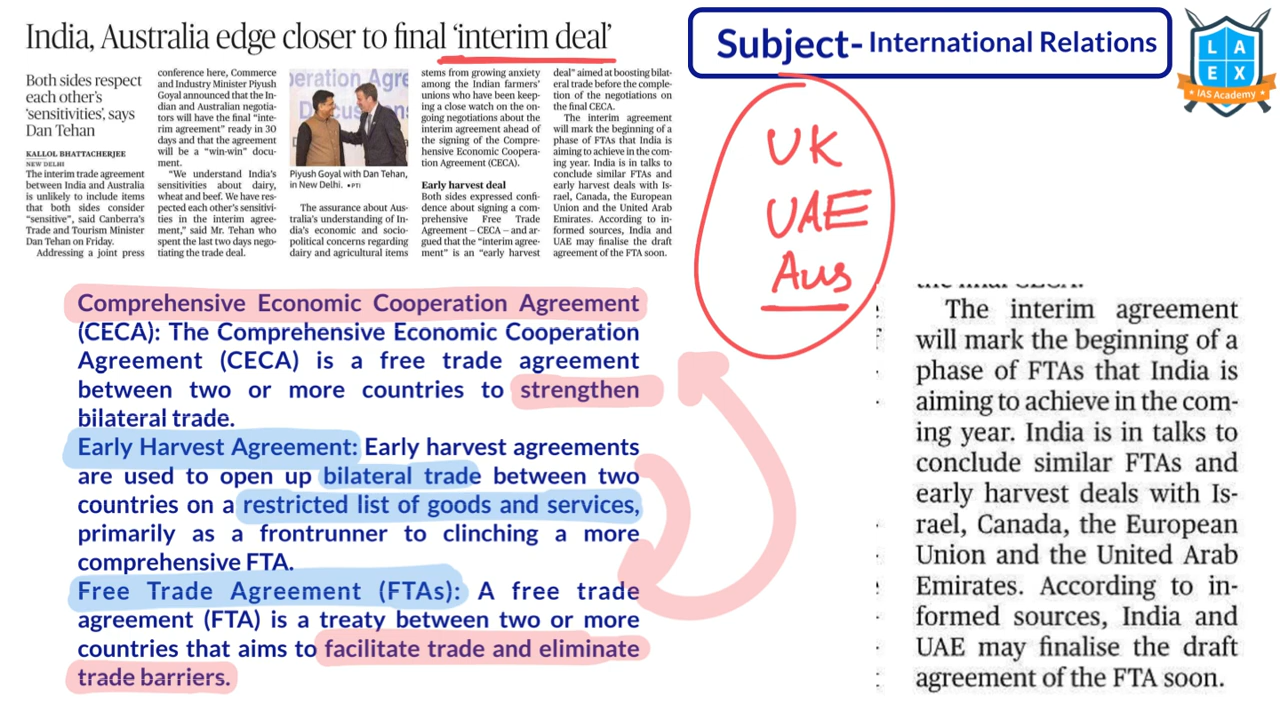 India, Australia edge closer to final ‘interim deal’
Both sides respect
each other’s
‘sensitivities’, says
Dan Tehan
KALLOL BHATTACHERJEE
NEW DELHI
The interim trade agreement
between India and Australia
is unlikely to include items
that both sides consider
“sensitive”, said Canberra’s
Trade and Tourism Minister
Dan Tehan on Friday.
Addressing a joint press
conference here, Commerce
and Industry Minister Piyush
Goyal announced that the In-
dian and Australian negotia-
tors will have the final “inte-
rim agreement” ready in 30
days and that the agreement
will be a “win-win” docu-
ment.
“We understand India’s
sensitivities about dairy,
wheat and beef. We have res-
pected each other’s sensitivi-
ties in the interim agree-
ment,” said Mr. Tehan who
spent the last two days nego-
tiating the trade deal.
Piyush Goyal with Dan Tehan,
in New Delhi. •PTI
The assurance about Aus-
tralia’s understanding of In-
dia’s economic and socio-
political concerns regarding
dairy and agricultural items
stems from growing anxiety
among the Indian farmers’
unions who have been keep-
ing a close watch on the on-
going negotiations about the
interim agreement ahead of
the signing of the Compre-
hensive Economic Coopera-
tion Agreement (CECA).
Early harvest deal
Both sides expressed confi-
dence about signing a com-
prehensive Free Trade
Agreement – CECA – and ar-
gued that the “interim agree-
ment” is an “early harvest
deal” aimed at boosting bilat-
eral trade before the comple-
tion of the negotiations on
the final CECA.
The interim agreement
will mark the beginning of a
phase of FTAs that India is
aiming to achieve in the com-
ing year. India is in talks to
conclude similar FTAs and
early harvest deals with Is-
rael, Canada, the European
Union and the United Arab
Emirates. According to in-
formed sources, India and
UAE may finalise the draft
agreement of the FTA soon.
Subject- International Relations
L A
E X
IAS Academy
UK
UAE
Aus
Comprehensive Economic Cooperation Agreement
(CECA): The Comprehensive Economic Cooperation
Agreement (CECA) is a free trade agreement
between two or more countries to strengthen
bilateral trade.
Early Harvest Agreement: Early harvest agreements
are used to open up bilateral trade between two
countries on a restricted list of goods and services,
primarily as a frontrunner to clinching a more
comprehensive FTA.
Free Trade Agreement (FTAs): A free trade
agreement (FTA) is a treaty between two or more
countries that aims to facilitate trade and eliminate
trade barriers.
The interim agreement
will mark the beginning of a
phase of FTAs that India is
aiming to achieve in the com-
ing year. India is in talks to
conclude similar FTAs and
early harvest deals with Is-
rael, Canada, the European
Union and the United Arab
Emirates. According to in-
formed sources, India and
UAE may finalise the draft
agreement of the FTA soon.